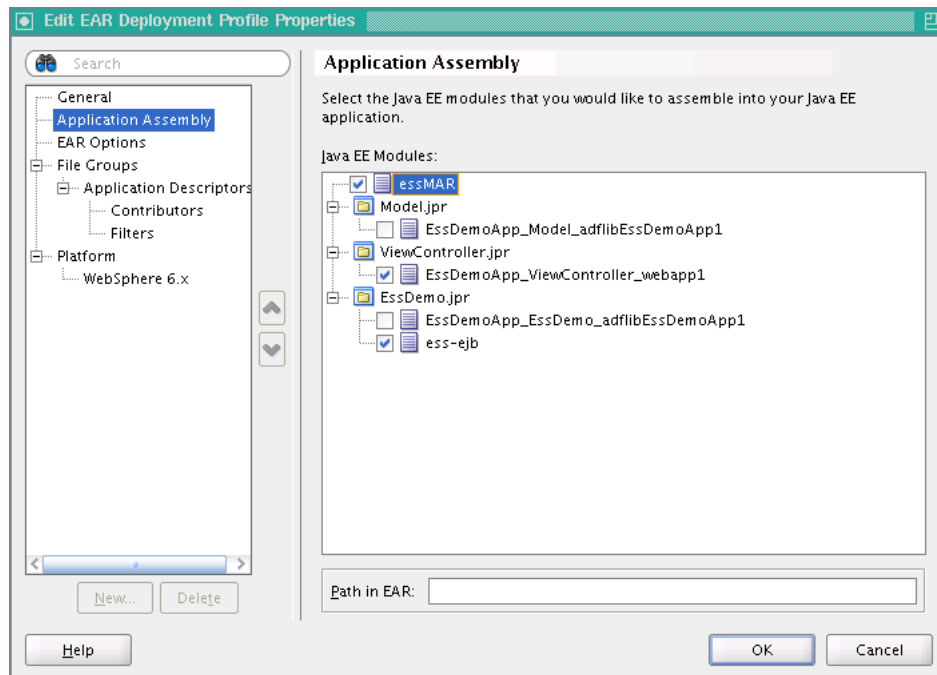 Edit EAR Deployment Profile Properties
Search
General
Application Assembly
EAR Options
File Groups
Application Descriptors
Contributors
Filters
Platform
WebSphere 6.x
New...
Delete
Application Assembly
Select the Java EE modules that you would like to assemble into your Java EE
application.
Java EE Modules:
essMAR
Model.jpr
EssDemoApp_Model_adflibEssDemoApp1
ViewController.jpr
EssDemoApp_ViewController_webapp1
EssDemo.jpr
EssDemoApp_EssDemo_adflibEssDemoApp1
ess-ejb
Path in EAR:
Help
OK
Cancel